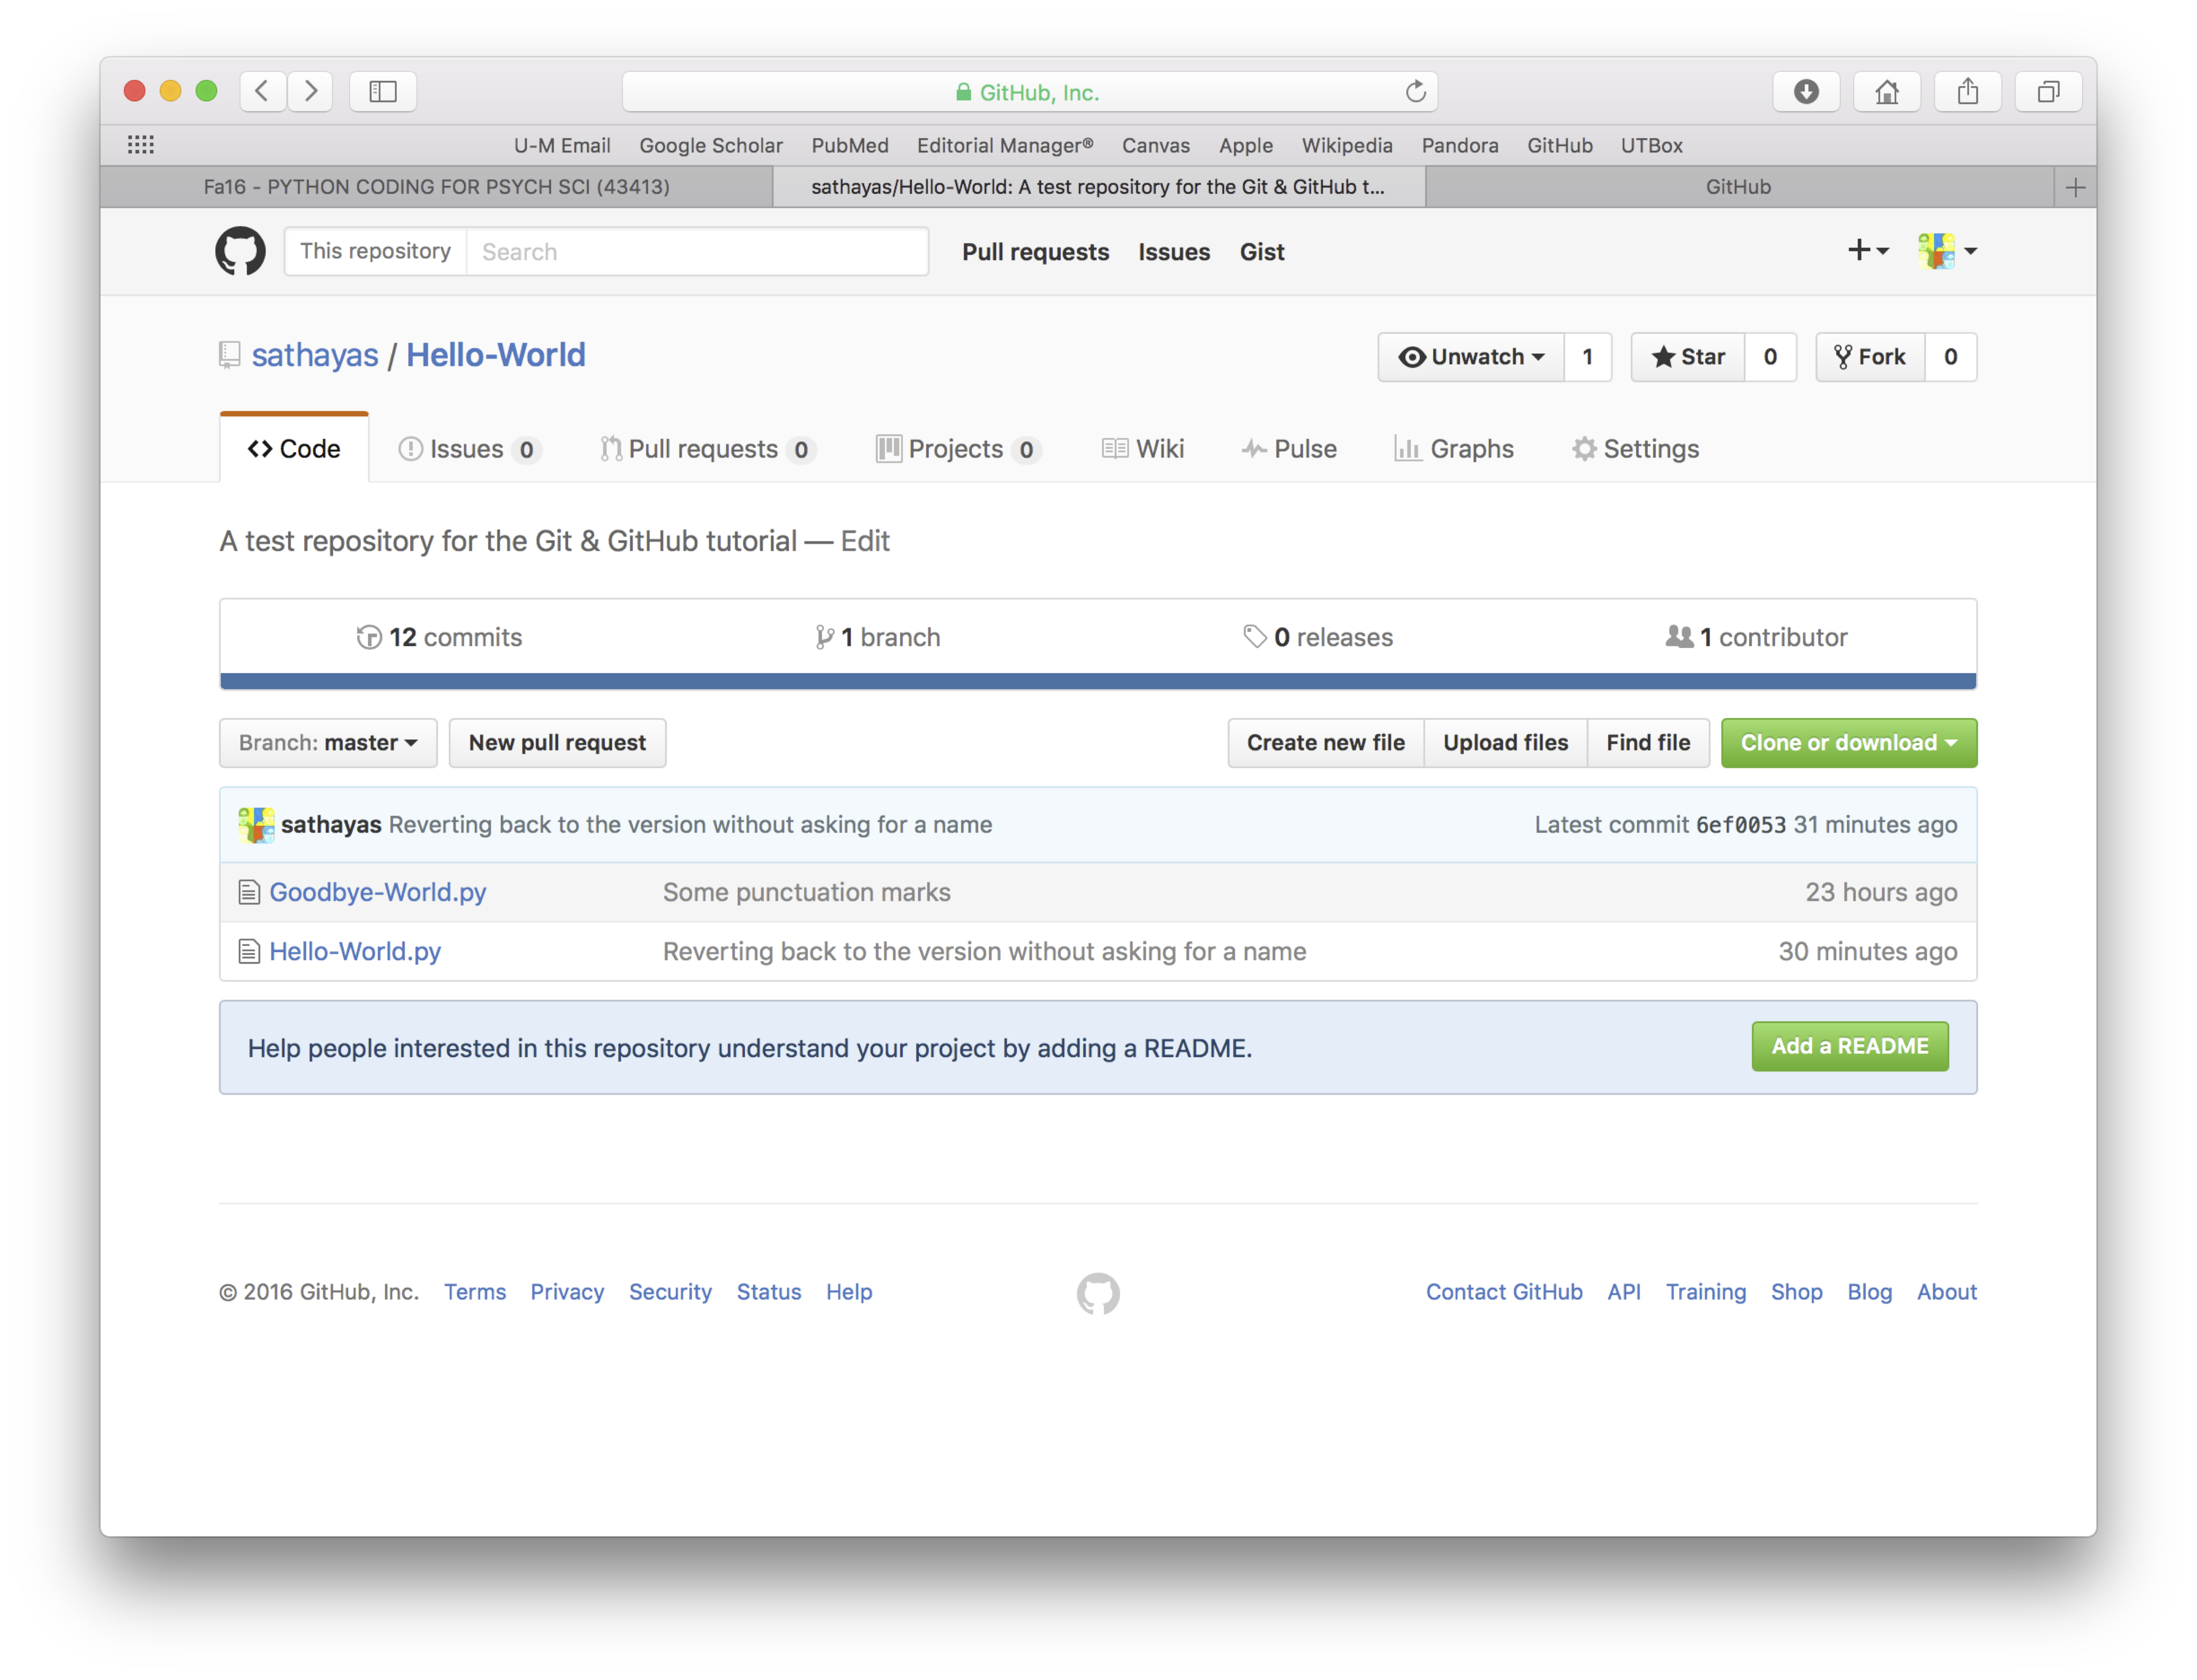 GitHub, Inc.
U-M Email Google Scholar PubMed Editorial Manager® Canvas Apple Wikipedia Pandora GitHub UTBox
Fa16 - PYTHON CODING FOR PSYCH SCI (43413) sathayas/Hello-World: A test repository for the Git & GitHub t... GitHub
This repository Search Pull requests Issues Gist
sathayas / Hello-World Unwatch 1 Star 0 Fork 0
Code Issues 0 Pull requests 0 Projects 0 Wiki Pulse Graphs Settings
A test repository for the Git & GitHub tutorial — Edit
12 commits 1 branch 0 releases 1 contributor
Branch: master New pull request Create new file Upload files Find file Clone or download
sathayas Reverting back to the version without asking for a name Latest commit 6ef0053 31 minutes ago
Goodbye-World.py Some punctuation marks 23 hours ago
Hello-World.py Reverting back to the version without asking for a name 30 minutes ago
Help people interested in this repository understand your project by adding a README. Add a README
© 2016 GitHub, Inc. Terms Privacy Security Status Help Contact GitHub API Training Shop Blog About